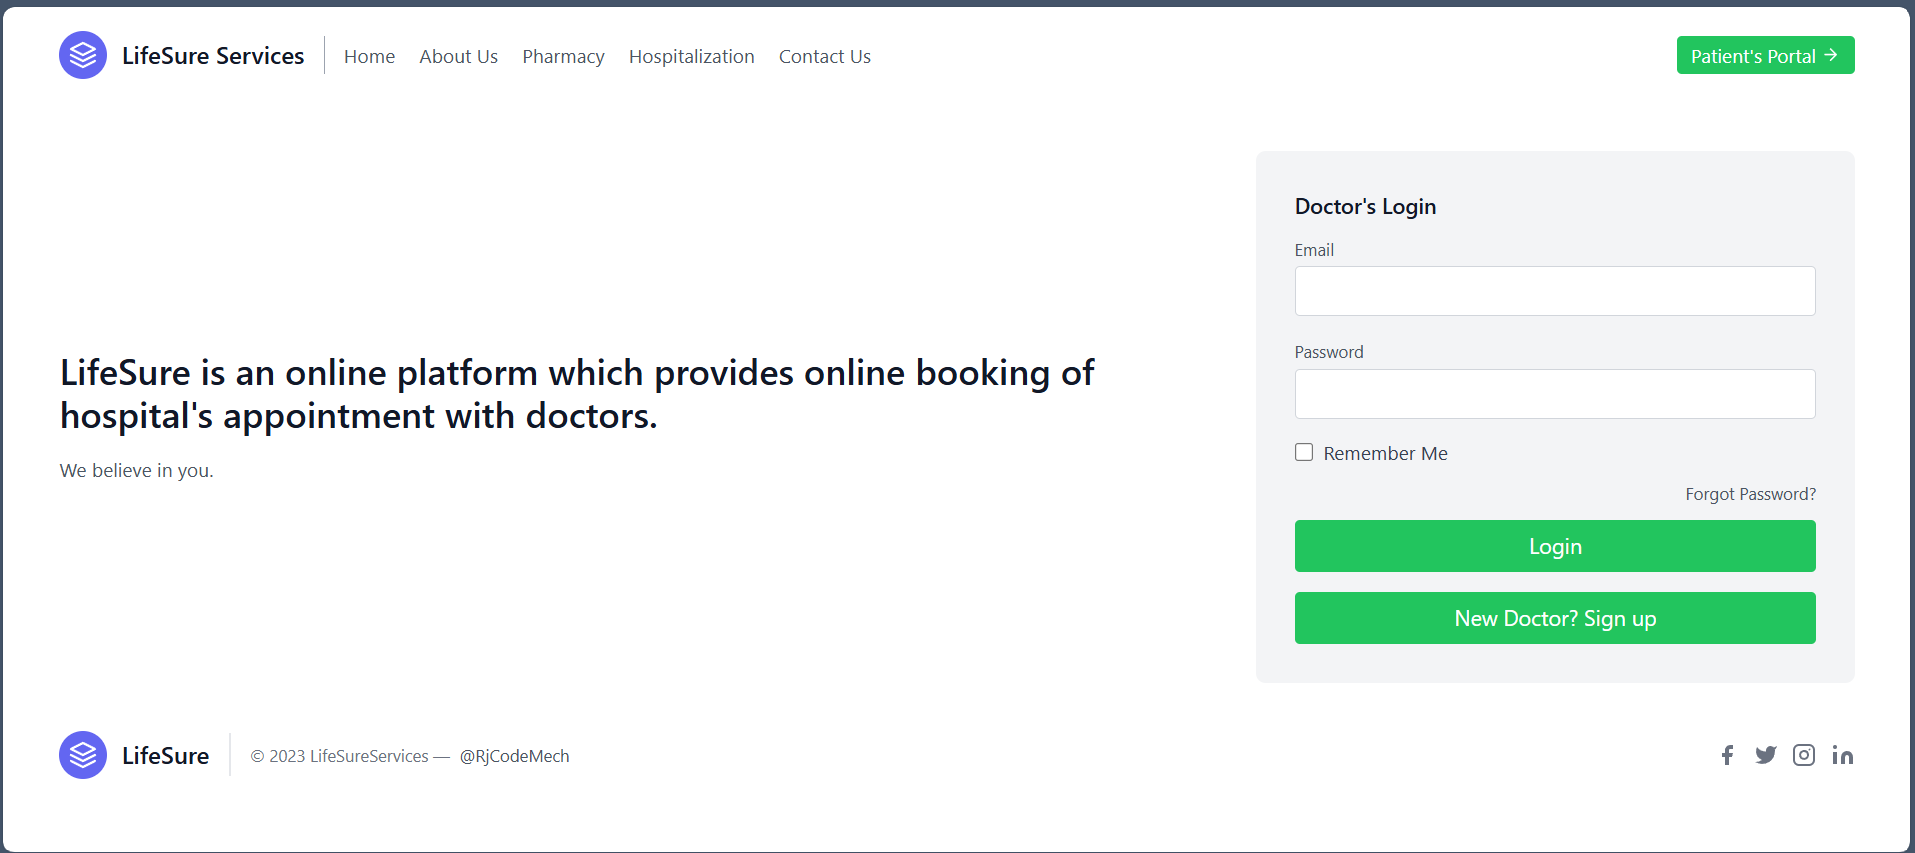 LifeSure Services
Home About Us Pharmacy Hospitalization Contact Us
Patient's Portal →
LifeSure is an online platform which provides online booking of
hospital's appointment with doctors.
We believe in you.
Doctor's Login
Email
Password
Remember Me
Forgot Password?
Login
New Doctor? Sign up
LifeSure
© 2023 LifeSureServices — @RjCodeMech